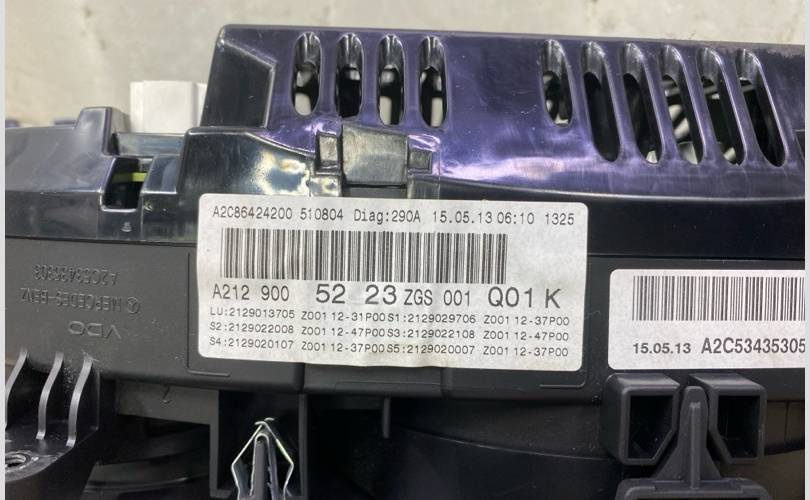 A2C86424200 510804 Diag:290A 15.05.13 06:10 1325
A212 900 52 23 ZGS 001 Q01 K
LU:2129013705 Z001 12-31P00 S1:2129029706 Z001 12-37P00
S2:2129022008 Z001 12-47P00 S3:2129022108 Z001 12-47P00
S4:2129020107 Z001 12-37P00 S5:2129020007 Z001 12-37P00
15.05.13 A2C53435305
VDO
MERCEDES-BENZ